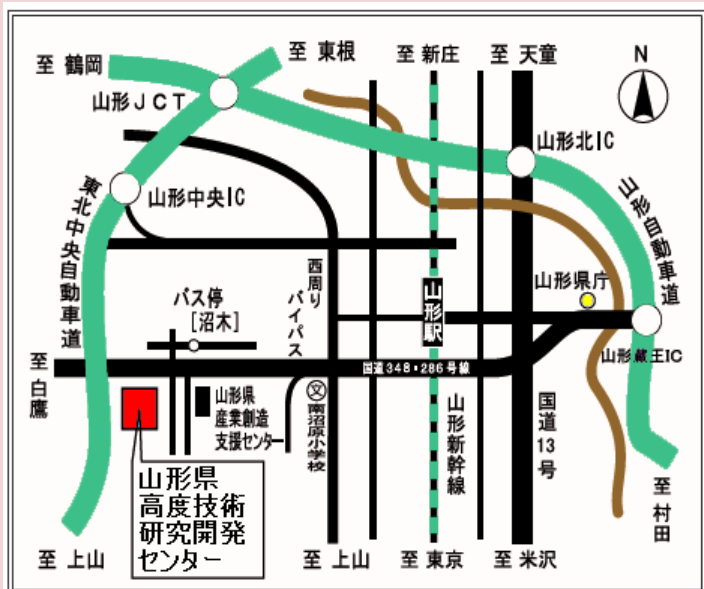 至 鶴岡
至 東根
至 新庄
至 天童
N
山形JCT
山形北IC
山形中央IC
東北中央自動車道
山形自動車道
西周り
バイパス
山形県庁
バス停
[沼木]
山形駅
山形蔵王IC
至 白鷹
国道348・286号線
文
南沼原小学校
山形県
産業創造
支援センター
山形新幹線
国道13号
山形県
高度技術
研究開発
センター
至 村田
至 上山
至 上山
至 東京
至 米沢